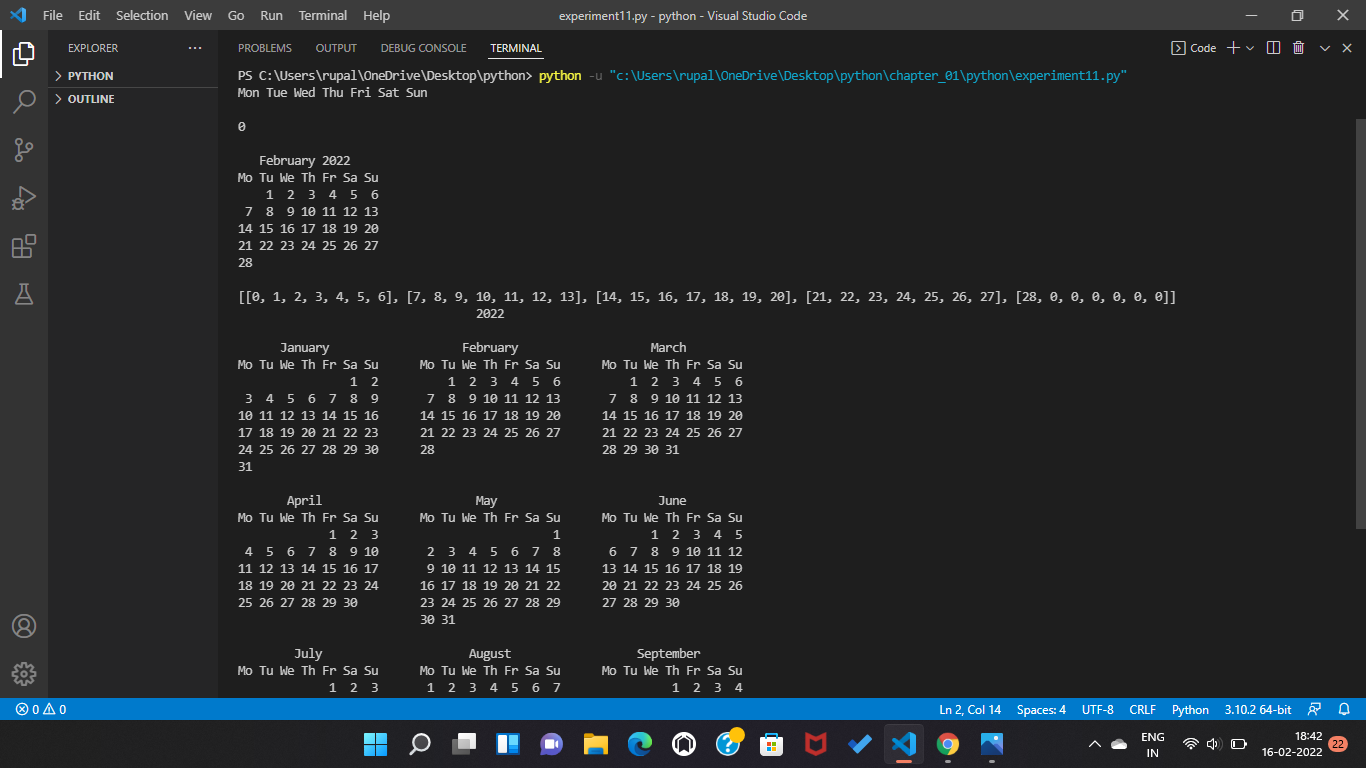 File Edit Selection View Go Run Terminal Help experiment11.py - python - Visual Studio Code
EXPLORER ··· PROBLEMS OUTPUT DEBUG CONSOLE TERMINAL Code
PYTHON
OUTLINE
PS C:\Users\rupal\OneDrive\Desktop\python> python -u "c:\Users\rupal\OneDrive\Desktop\python\chapter_01\python\experiment11.py"
Mon Tue Wed Thu Fri Sat Sun
0
   February 2022
Mo Tu We Th Fr Sa Su
    1  2  3  4  5  6
 7  8  9 10 11 12 13
14 15 16 17 18 19 20
21 22 23 24 25 26 27
28
[[0, 1, 2, 3, 4, 5, 6], [7, 8, 9, 10, 11, 12, 13], [14, 15, 16, 17, 18, 19, 20], [21, 22, 23, 24, 25, 26, 27], [28, 0, 0, 0, 0, 0, 0]]
                                  2022
      January                   February                   March
Mo Tu We Th Fr Sa Su      Mo Tu We Th Fr Sa Su      Mo Tu We Th Fr Sa Su
                1  2          1  2  3  4  5  6          1  2  3  4  5  6
 3  4  5  6  7  8  9       7  8  9 10 11 12 13       7  8  9 10 11 12 13
10 11 12 13 14 15 16      14 15 16 17 18 19 20      14 15 16 17 18 19 20
17 18 19 20 21 22 23      21 22 23 24 25 26 27      21 22 23 24 25 26 27
24 25 26 27 28 29 30      28                        28 29 30 31
31
       April                      May                       June
Mo Tu We Th Fr Sa Su      Mo Tu We Th Fr Sa Su      Mo Tu We Th Fr Sa Su
             1  2  3                         1             1  2  3  4  5
 4  5  6  7  8  9 10       2  3  4  5  6  7  8       6  7  8  9 10 11 12
11 12 13 14 15 16 17       9 10 11 12 13 14 15      13 14 15 16 17 18 19
18 19 20 21 22 23 24      16 17 18 19 20 21 22      20 21 22 23 24 25 26
25 26 27 28 29 30         23 24 25 26 27 28 29      27 28 29 30
                          30 31
        July                     August                  September
Mo Tu We Th Fr Sa Su      Mo Tu We Th Fr Sa Su      Mo Tu We Th Fr Sa Su
             1  2  3       1  2  3  4  5  6  7                1  2  3  4
0 0 Ln 2, Col 14 Spaces: 4 UTF-8 CRLF Python 3.10.2 64-bit
ENG 18:42
IN 16-02-2022 22